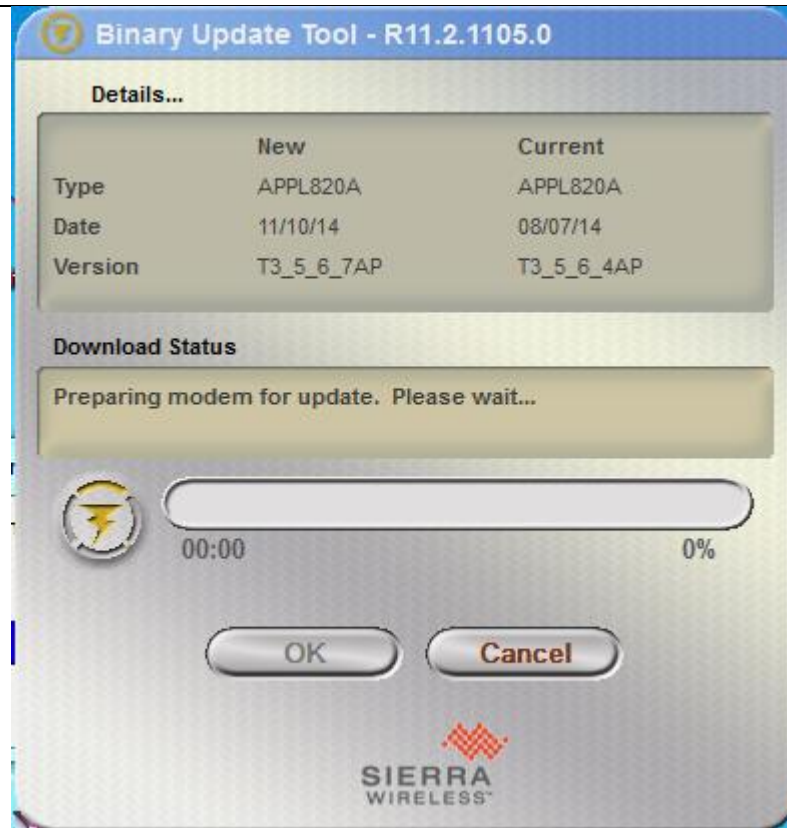 Binary Update Tool - R11.2.1105.0
Details...
New Current
Type APPL820A APPL820A
Date 11/10/14 08/07/14
Version T3_5_6_7AP T3_5_6_4AP
Download Status
Preparing modem for update.  Please wait...
00:00 0%
OK Cancel
SIERRA
WIRELESS™